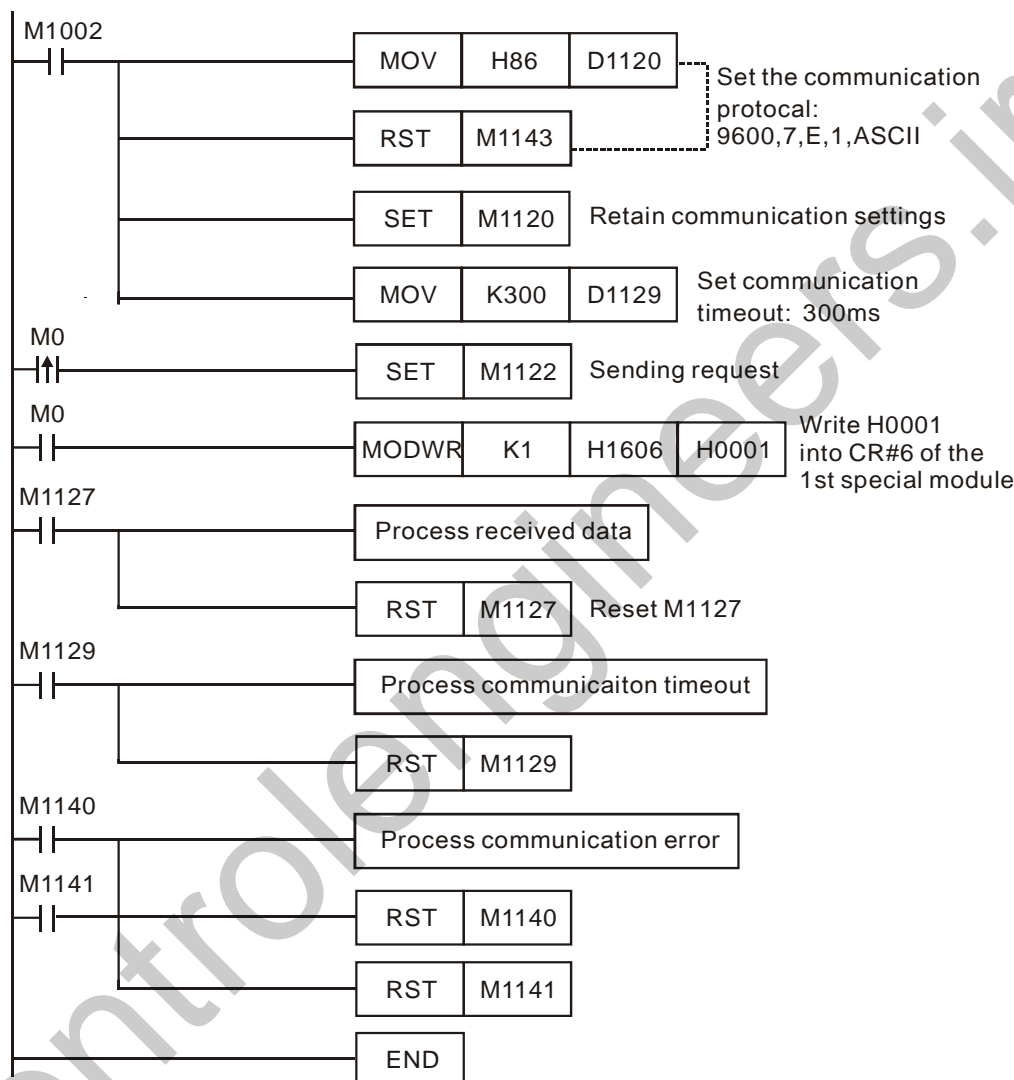 M1002
MOV H86 D1120
Set the communication
protocal:
9600,7,E,1,ASCII
RST M1143
SET M1120 Retain communication settings
MOV K300 D1129
Set communication
timeout: 300ms
M0
SET M1122 Sending request
M0
MODWR K1 H1606 H0001
Write H0001
into CR#6 of the
1st special module
M1127
Process received data
RST M1127 Reset M1127
M1129
Process communicaiton timeout
RST M1129
M1140
Process communication error
M1141
RST M1140
RST M1141
END
ntrolengineers.ir